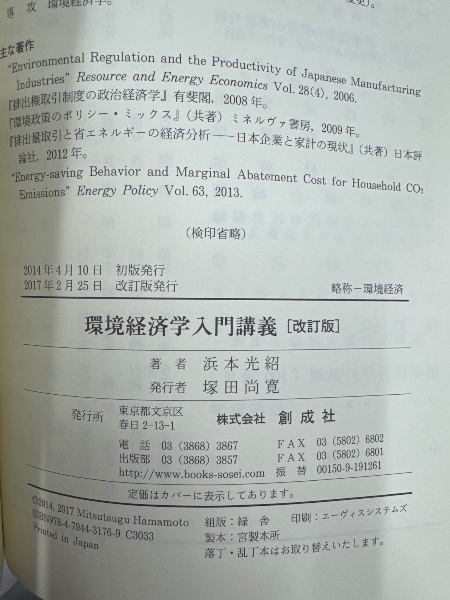 専 攻 環境経済学。
主な著作
"Environmental Regulation and the Productivity of Japanese Manufacturing
Industries" Resource and Energy Economics Vol. 28(4), 2006.
『排出権取引制度の政治経済学』有斐閣,2008年。
『環境政策のポリシー・ミックス』(共著)ミネルヴァ書房,2009年。
『排出量取引と省エネルギーの経済分析――日本企業と家計の現状』(共著)日本評
論社,2012年。
"Energy-saving Behavior and Marginal Abatement Cost for Household CO₂
Emissions" Energy Policy Vol. 63, 2013.
(検印省略)
2014年4月10日 初版発行
2017年2月25日 改訂版発行 略称-環境経済
環境経済学入門講義[改訂版]
著 者 浜本光紹
発行者 塚田尚寛
発行所 東京都文京区 春日2-13-1 株式会社 創成社
電 話 03 (3868) 3867 FAX 03 (5802) 6802
出版部 03 (3868) 3857 FAX 03 (5802) 6801
http://www.books-sosei.com 振 替 00150-9-191261
定価はカバーに表示してあります。
©2014, 2017 Mitsutsugu Hamamoto 組版:緑 舎 印刷:エーヴィスシステムズ
ISBN978-4-7944-3176-9 C3033 製本:宮製本所
Printed in Japan 落丁・乱丁本はお取り替えいたします。